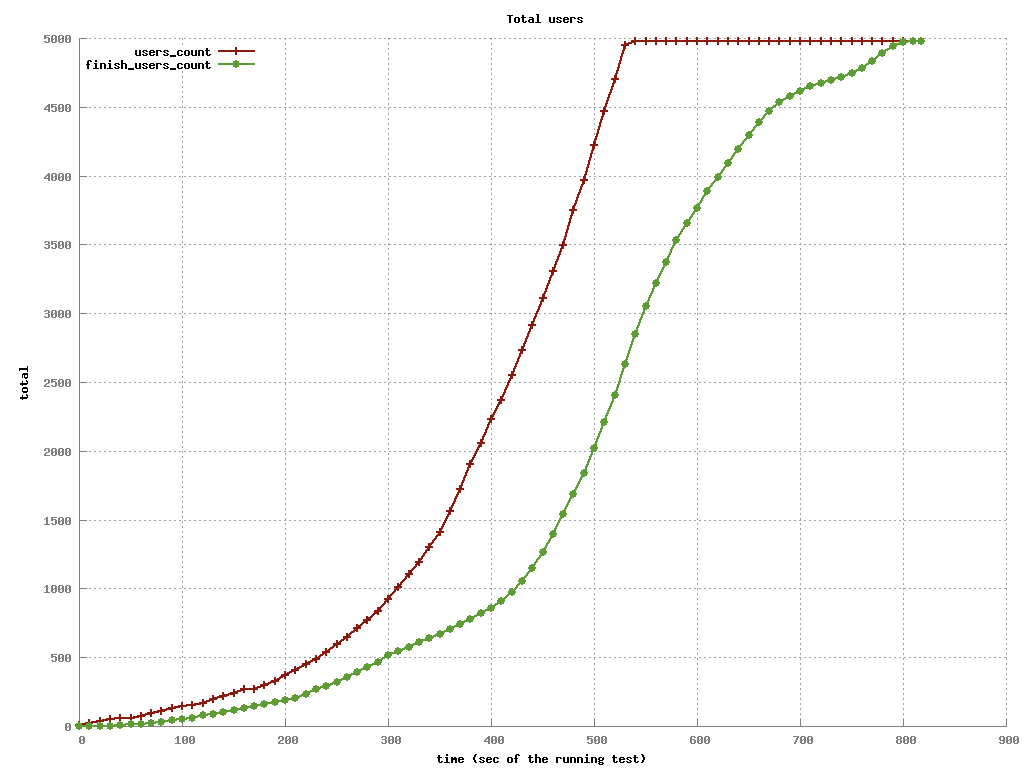 Total users
users_count
finish_users_count
5000
4500
4000
3500
3000
2500
2000
1500
1000
500
0
total
0 100 200 300 400 500 600 700 800 900
time (sec of the running test)